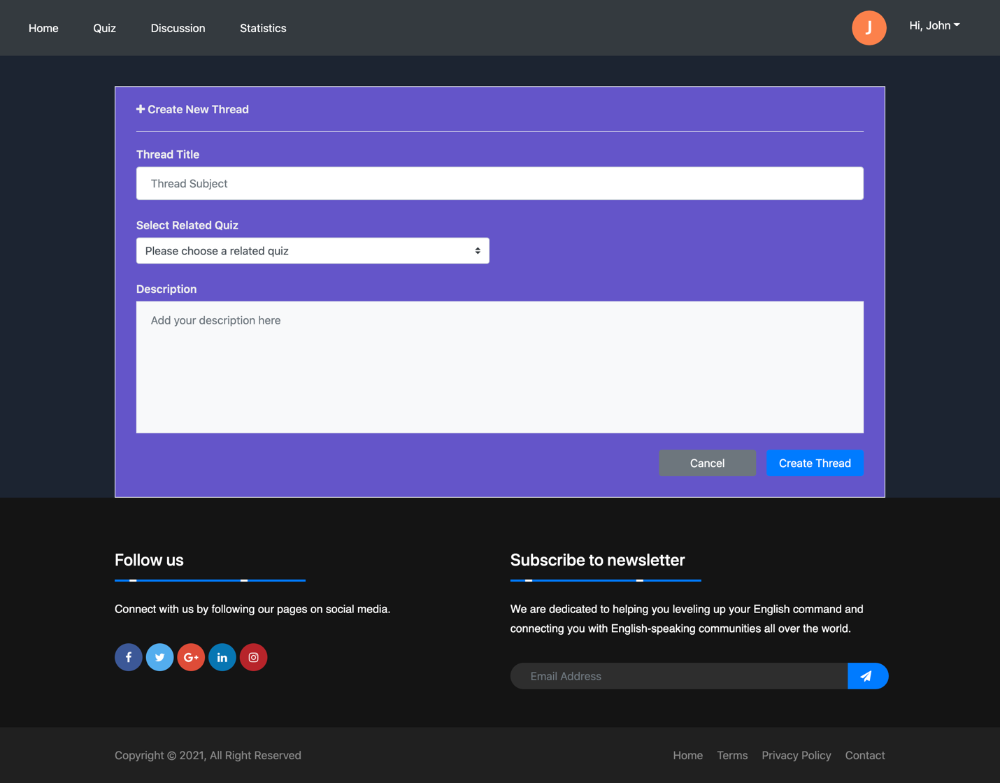 Home Quiz Discussion Statistics J Hi, John
Create New Thread
Thread Title
Thread Subject
Select Related Quiz
Please choose a related quiz
Description
Add your description here
Cancel Create Thread
Follow us
Connect with us by following our pages on social media.
f G+ in
Subscribe to newsletter
We are dedicated to helping you leveling up your English command and
connecting you with English-speaking communities all over the world.
Email Address
Copyright © 2021, All Right Reserved
Home Terms Privacy Policy Contact